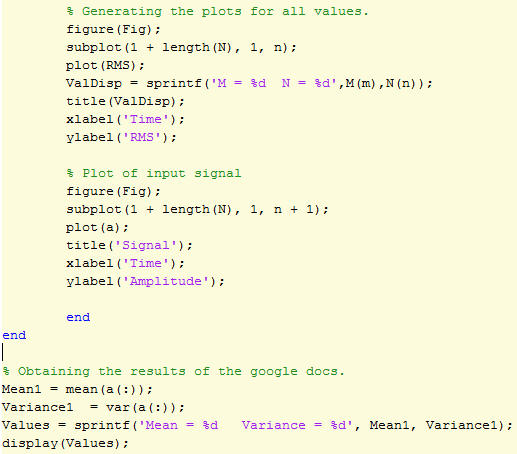 % Generating the plots for all values.
figure(Fig);
subplot(1 + length(N), 1, n);
plot(RMS);
ValDisp = sprintf('M = %d  N = %d',M(m),N(n));
title(ValDisp);
xlabel('Time');
ylabel('RMS');
% Plot of input signal
figure(Fig);
subplot(1 + length(N), 1, n + 1);
plot(a);
title('Signal');
xlabel('Time');
ylabel('Amplitude');
end
end
% Obtaining the results of the google docs.
Mean1 = mean(a(:));
Variance1  = var(a(:));
Values = sprintf('Mean = %d   Variance = %d', Mean1, Variance1);
display(Values);